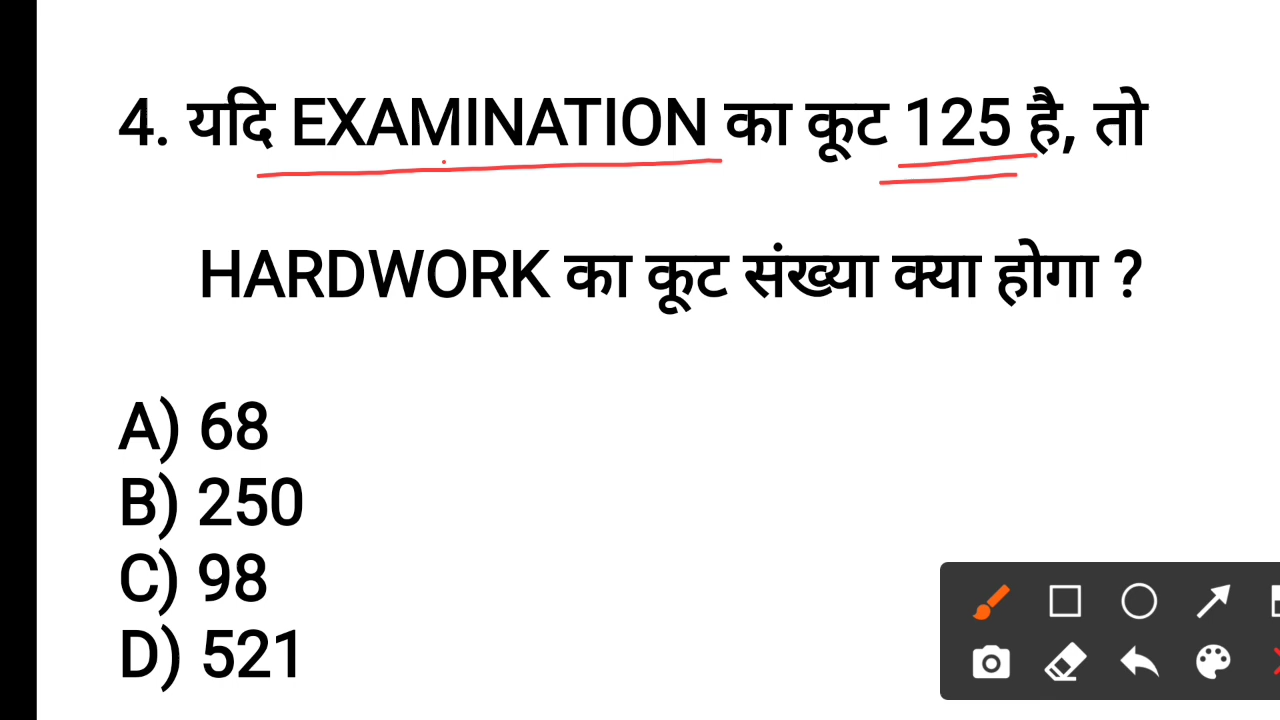 4. यदि EXAMINATION का कूट 125 है, तो
HARDWORK का कूट संख्या क्या होगा ?
A) 68
B) 250
C) 98
D) 521